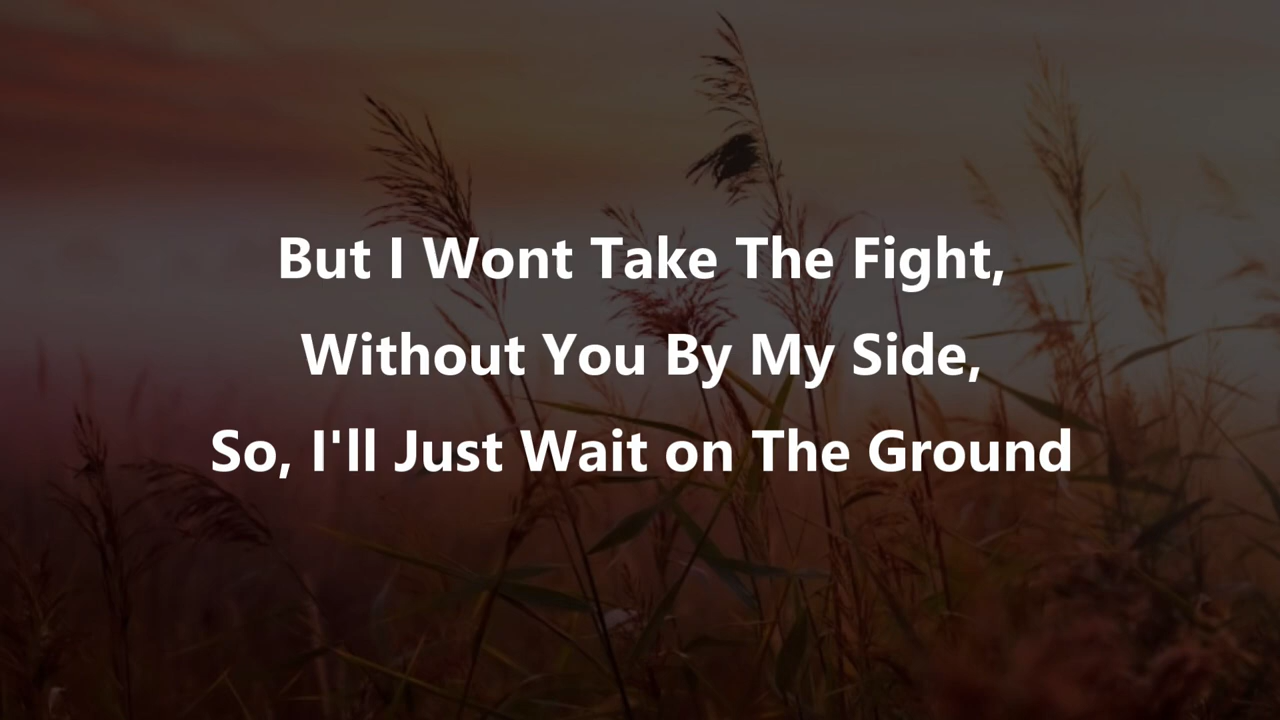 But I Wont Take The Fight,
Without You By My Side,
So, I'll Just Wait on The Ground